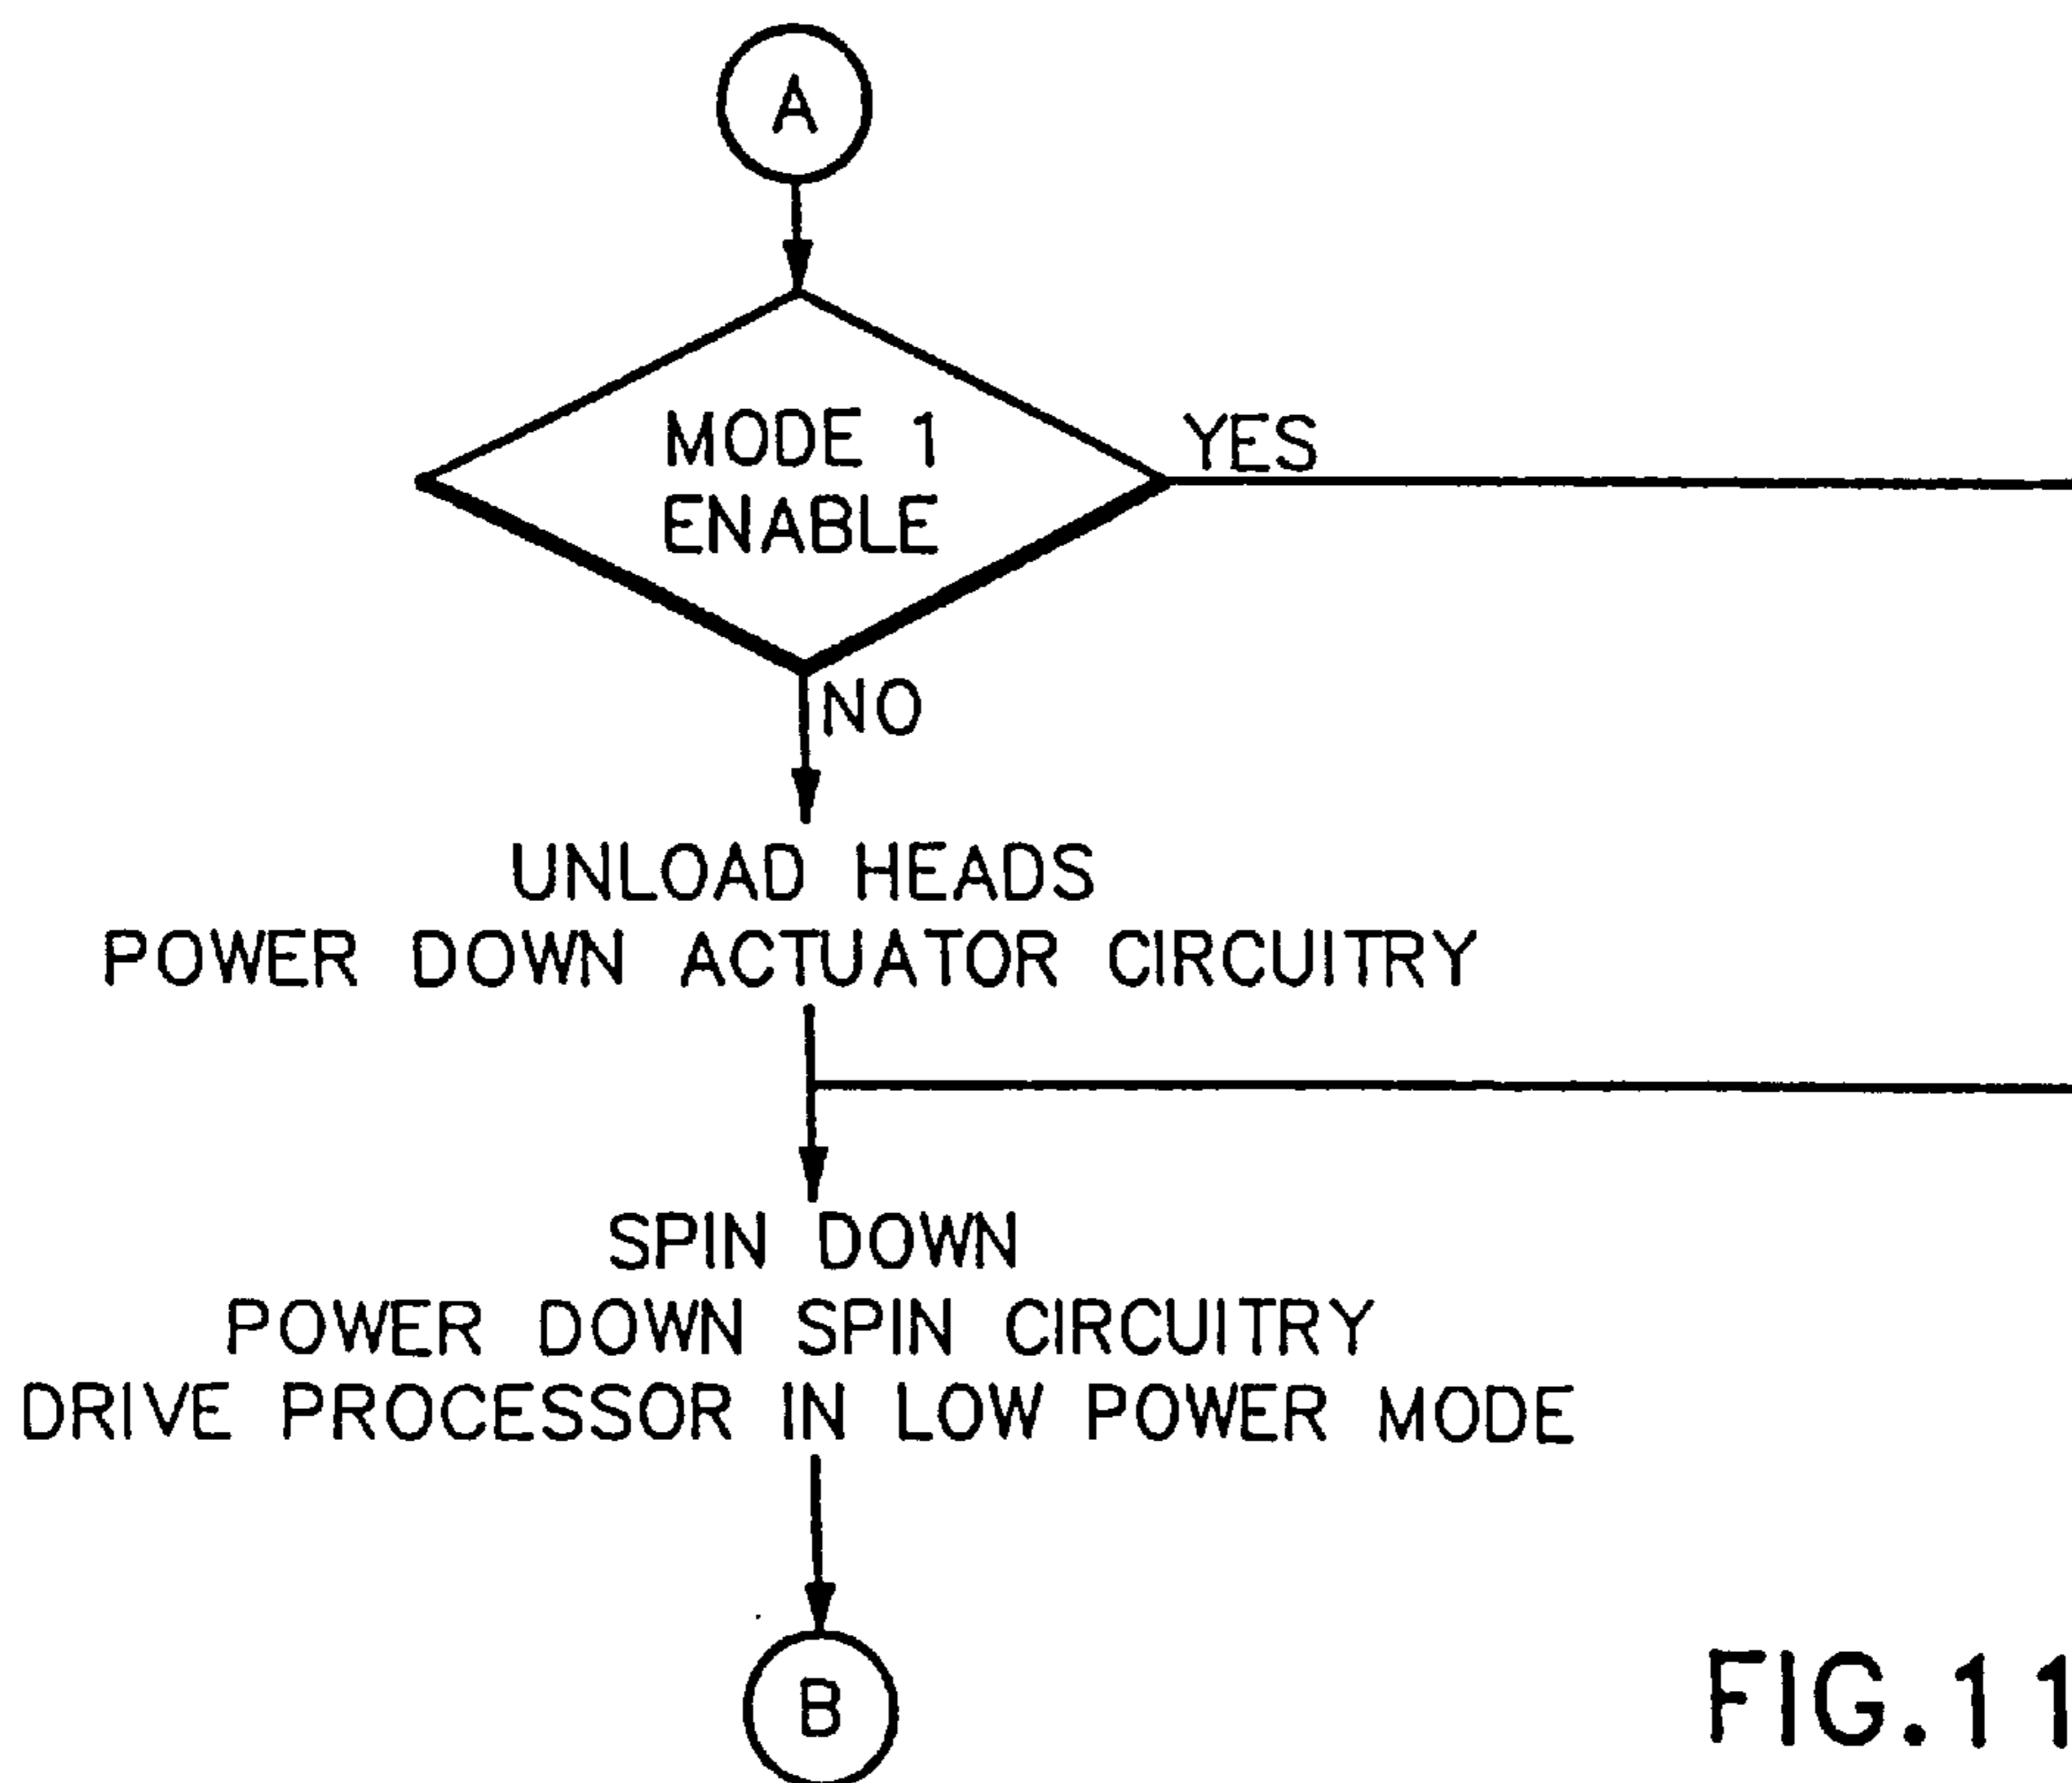 A
MODE 1
ENABLE
YES
NO
UNLOAD HEADS
POWER DOWN ACTUATOR CIRCUITRY
SPIN DOWN
POWER DOWN SPIN CIRCUITRY
DRIVE PROCESSOR IN LOW POWER MODE
B
FIG.11